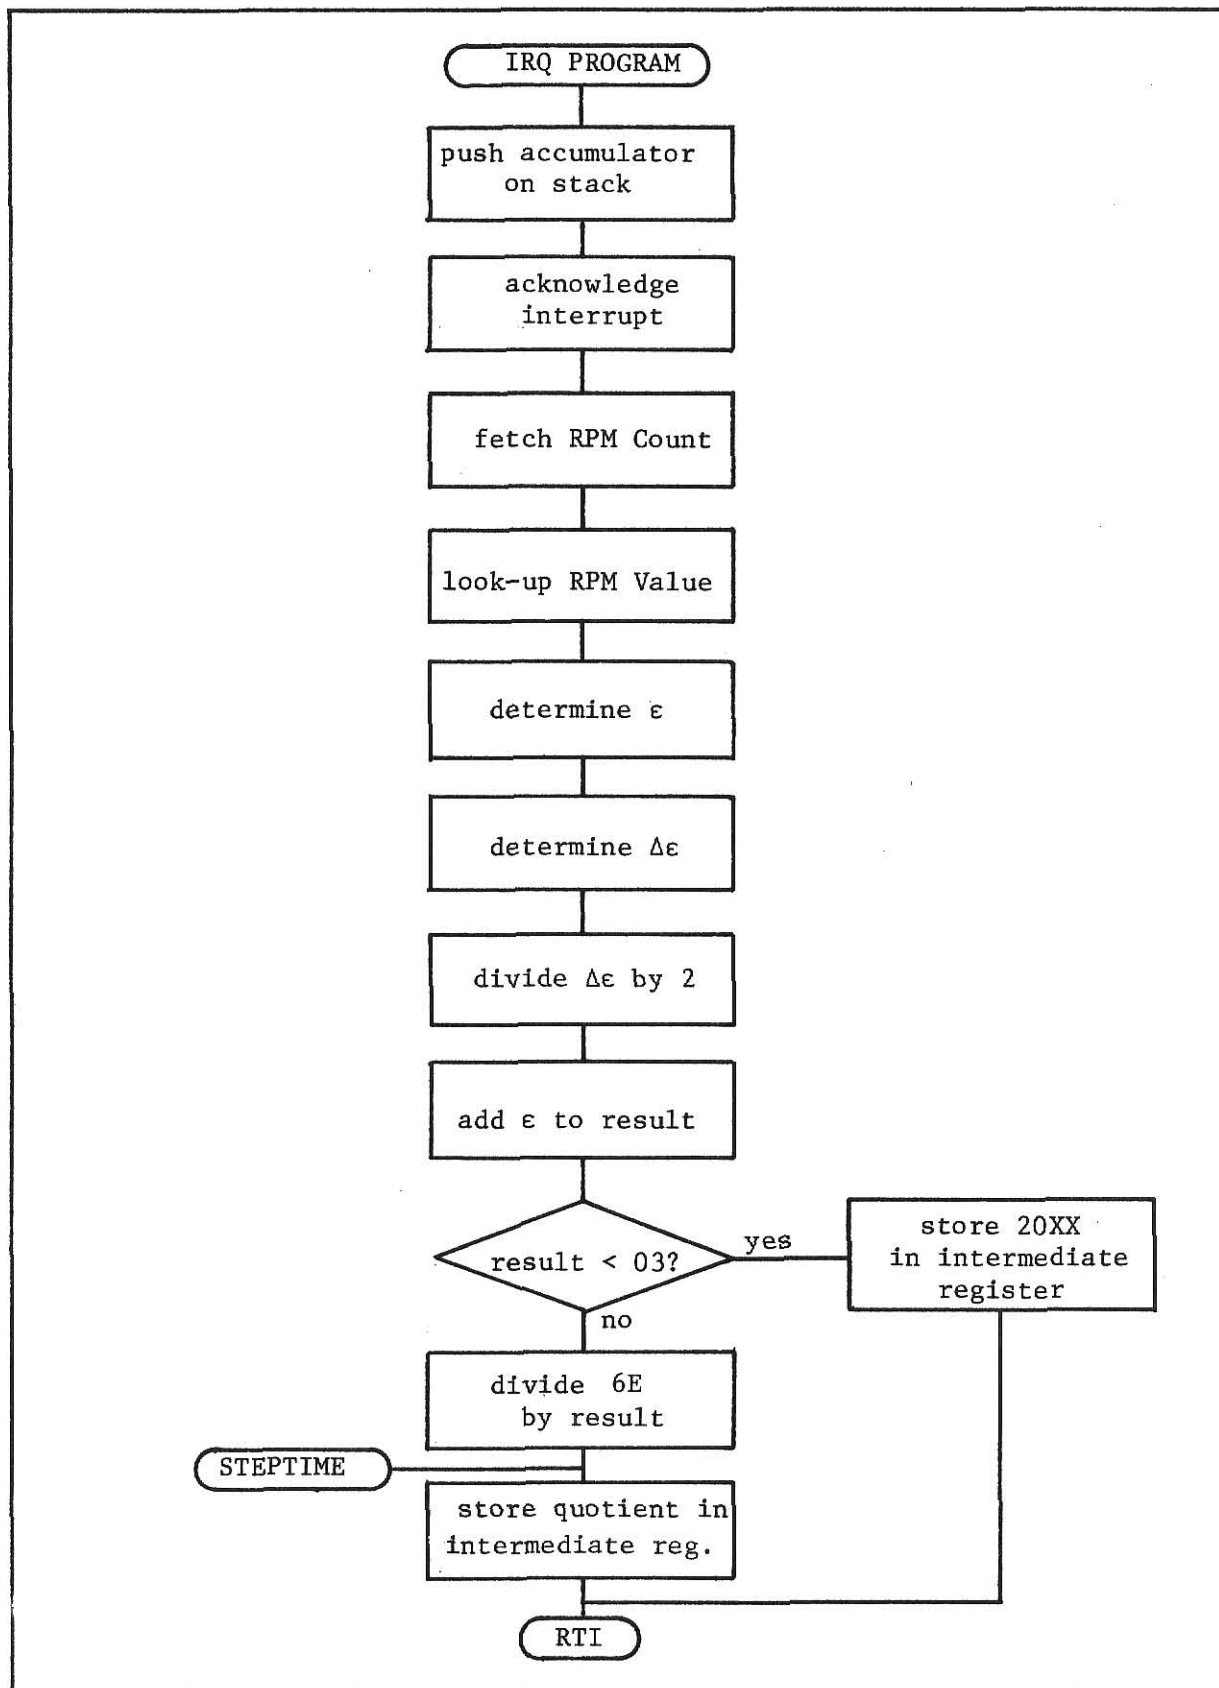 IRQ PROGRAM
push accumulator
on stack
acknowledge
interrupt
fetch RPM Count
look-up RPM Value
determine ε
determine Δε
divide Δε by 2
add ε to result
result < 03?
yes
store 20XX
in intermediate
register
no
divide 6E
by result
STEPTIME
store quotient in
intermediate reg.
RTI